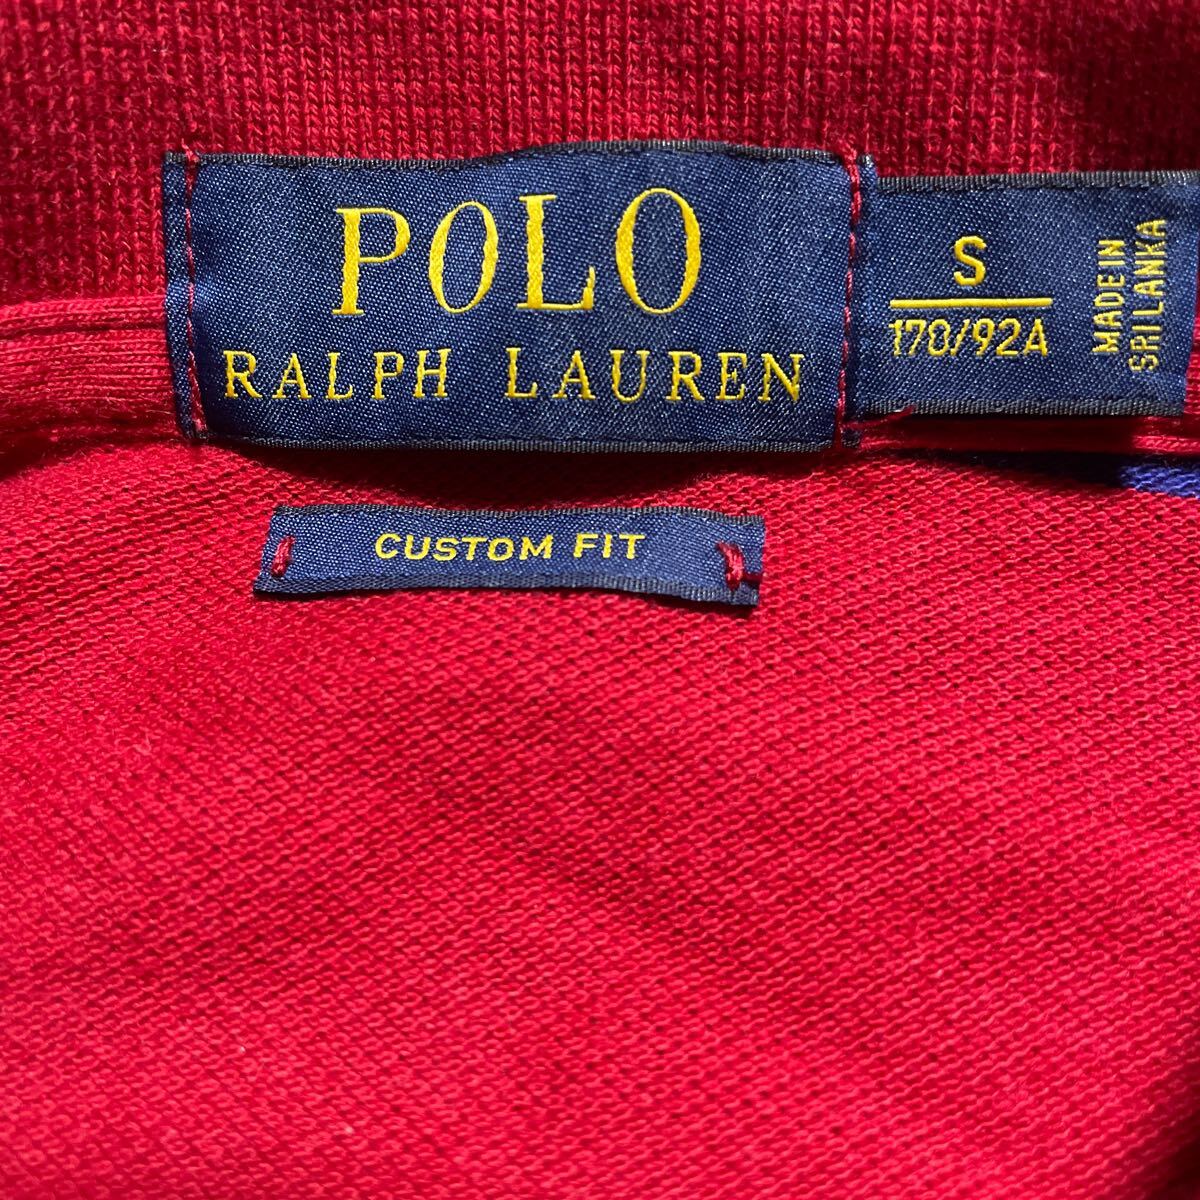 POLO
RALPH LAUREN
S
170/92A
MADE IN
SRI LANKA
CUSTOM FIT